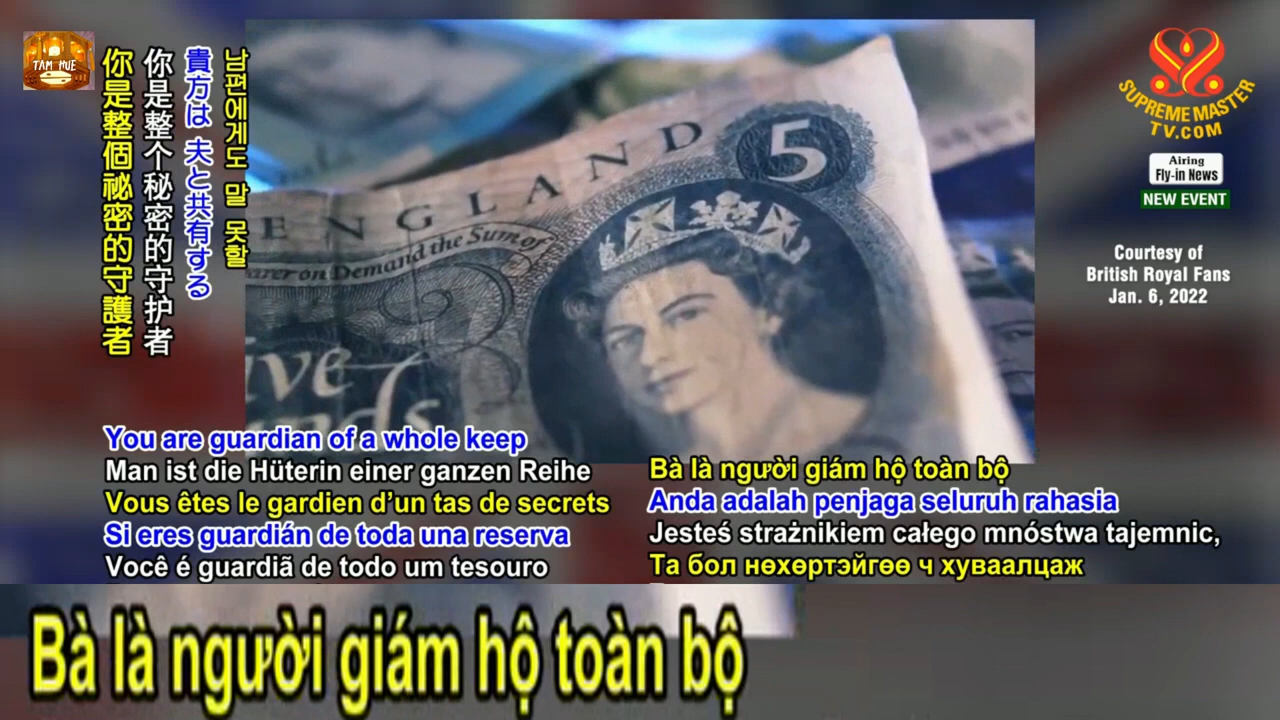 TAM HUE
你是整個祕密的守護者
你是整个秘密的守护者
貴方は 夫と共有する
남편에게도 말 못할
ENGLAND
5
arer on Demand the Sum of
ive
SUPREME MASTER
TV.COM
Airing
Fly-in News
NEW EVENT
Courtesy of
British Royal Fans
Jan. 6, 2022
You are guardian of a whole keep
Man ist die Hüterin einer ganzen Reihe
Vous êtes le gardien d’un tas de secrets
Si eres guardián de toda una reserva
Você é guardiã de todo um tesouro
Bà là người giám hộ toàn bộ
Anda adalah penjaga seluruh rahasia
Jesteś strażnikiem całego mnóstwa tajemnic,
Та бол нөхөртэйгөө ч хуваалцаж
Bà là người giám hộ toàn bộ